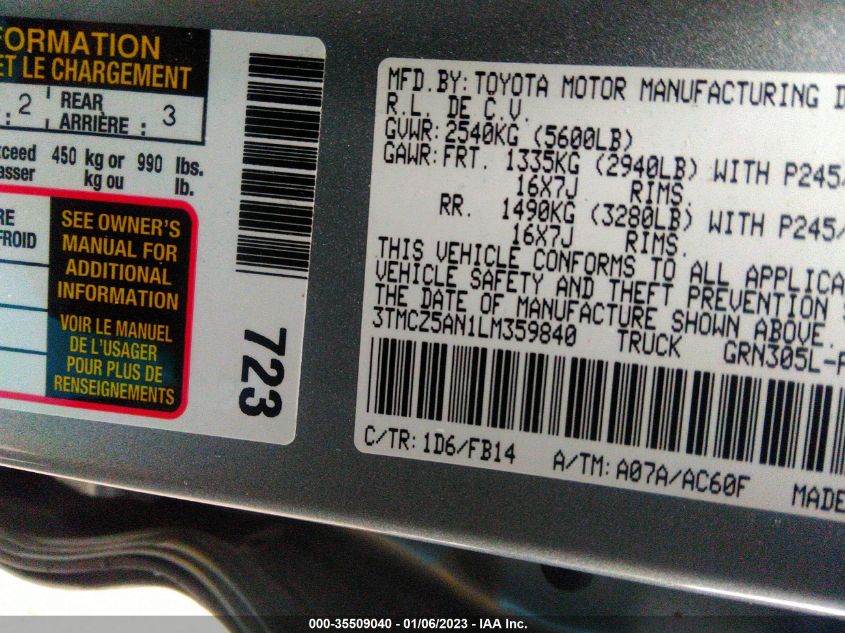 FORMATION
ET LE CHARGEMENT
: 2 REAR ARRIÈRE : 3
450 kg or 990 lbs.
kg ou lb.
FROID
SEE OWNER'S
MANUAL FOR
ADDITIONAL
INFORMATION
VOIR LE MANUEL
DE L'USAGER
POUR PLUS DE
RENSEIGNEMENTS
723
MFD.BY: TOYOTA MOTOR MANUFACTURING D
R.L. DE C.V.
GVWR: 2540KG (5600LB)
GAWR: FRT. 1335KG (2940LB) WITH P245/
16X7J RIMS.
RR. 1490KG (3280LB) WITH P245/
16X7J RIMS.
THIS VEHICLE CONFORMS TO ALL APPLICA
VEHICLE SAFETY AND THEFT PREVENTION S
THE DATE OF MANUFACTURE SHOWN ABOVE.
3TMCZ5AN1LM359840 TRUCK GRN305L-
C/TR: 1D6/FB14 A/TM: A07A/AC60F
MADE
000-35509040 - 01/06/2023 - IAA Inc.